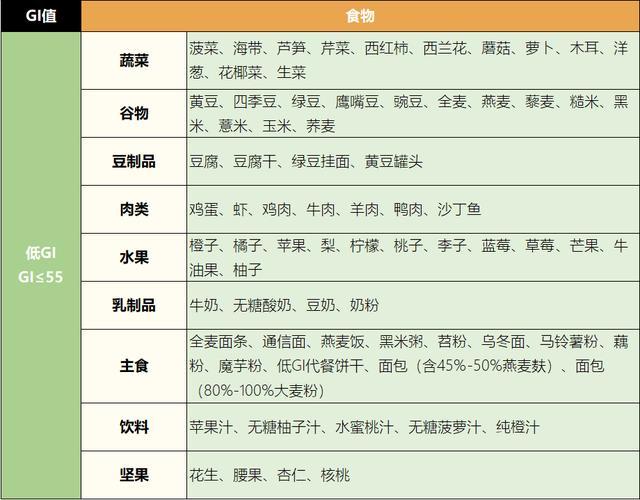 GI值
食物
低GI
GI≤55
蔬菜
菠菜、海带、芦笋、芹菜、西红柿、西兰花、蘑菇、萝卜、木耳、洋
葱、花椰菜、生菜
谷物
黄豆、四季豆、绿豆、鹰嘴豆、豌豆、全麦、燕麦、藜麦、糙米、黑
米、薏米、玉米、荞麦
豆制品
豆腐、豆腐干、绿豆挂面、黄豆罐头
肉类
鸡蛋、虾、鸡肉、牛肉、羊肉、鸭肉、沙丁鱼
水果
橙子、橘子、苹果、梨、柠檬、桃子、李子、蓝莓、草莓、芒果、牛
油果、柚子
乳制品
牛奶、无糖酸奶、豆奶、奶粉
主食
全麦面条、通信面、燕麦饭、黑米粥、苕粉、乌冬面、马铃薯粉、藕
粉、魔芋粉、低GI代餐饼干、面包（含45%-50%燕麦麸）、面包
（80%-100%大麦粉）
饮料
苹果汁、无糖柚子汁、水蜜桃汁、无糖菠萝汁、纯橙汁
坚果
花生、腰果、杏仁、核桃